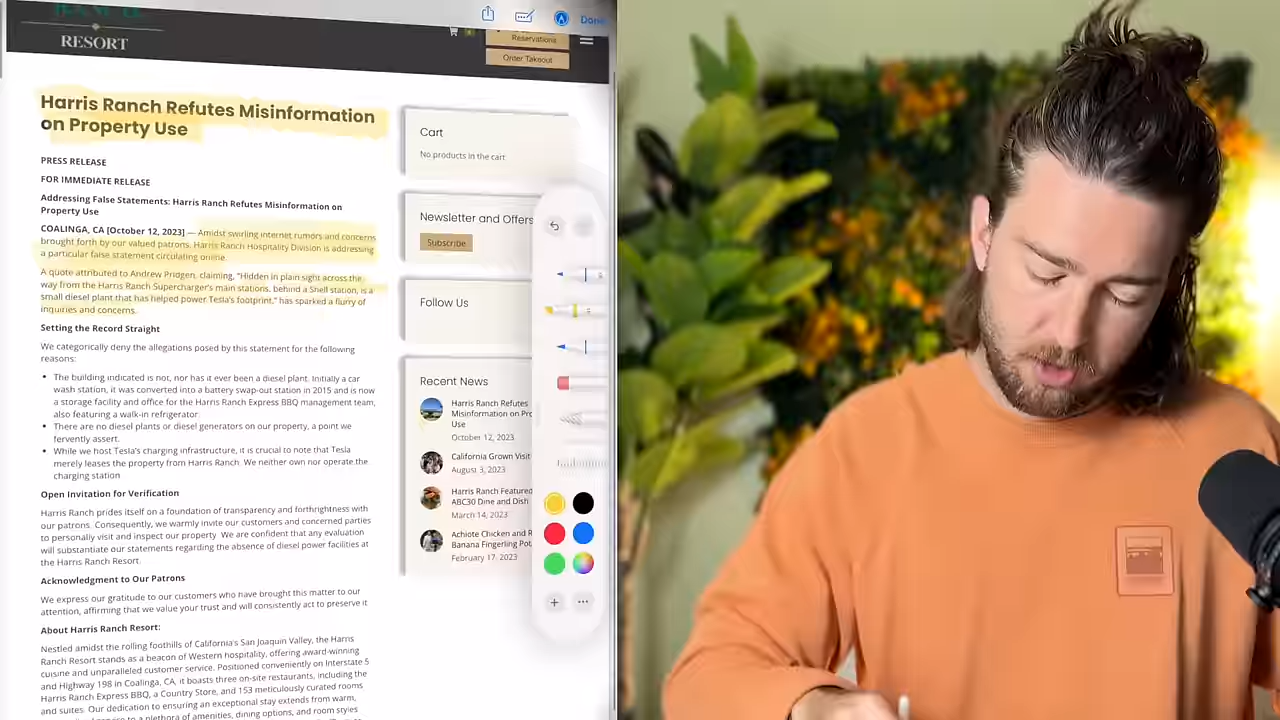 RESORT
Done
Reservations
Order Takeout
Harris Ranch Refutes Misinformation
on Property Use
PRESS RELEASE
FOR IMMEDIATE RELEASE
Addressing False Statements: Harris Ranch Refutes Misinformation on
Property Use
COALINGA, CA [October 12, 2023] — Amidst swirling internet rumors and concerns
brought forth by our valued patrons, Harris Ranch Hospitality Division is addressing
a particular false statement circulating online.
A quote attributed to Andrew Pridgen, claiming, "Hidden in plain sight across the
way from the Harris Ranch Supercharger's main stations, behind a Shell station, is a
small diesel plant that has helped power Tesla's footprint," has sparked a flurry of
inquiries and concerns.
Setting the Record Straight
We categorically deny the allegations posed by this statement for the following
reasons:
• The building indicated is not, nor has it ever been a diesel plant. Initially a car
wash station, it was converted into a battery swap-out station in 2015 and is now
a storage facility and office for the Harris Ranch Express BBQ management team,
also featuring a walk-in refrigerator.
• There are no diesel plants or diesel generators on our property, a point we
fervently assert.
• While we host Tesla's charging infrastructure, it is crucial to note that Tesla
merely leases the property from Harris Ranch. We neither own nor operate the
charging station
Open Invitation for Verification
Harris Ranch prides itself on a foundation of transparency and forthrightness with
our patrons. Consequently, we warmly invite our customers and concerned parties
to personally visit and inspect our property. We are confident that any evaluation
will substantiate our statements regarding the absence of diesel power facilities at
the Harris Ranch Resort.
Acknowledgment to Our Patrons
We express our gratitude to our customers who have brought this matter to our
attention, affirming that we value your trust and will consistently act to preserve it
About Harris Ranch Resort:
Nestled amidst the rolling foothills of California's San Joaquin Valley, the Harris
Ranch Resort stands as a beacon of Western hospitality, offering award-winning
cuisine and unparalleled customer service. Positioned conveniently on Interstate 5
and Highway 198 in Coalinga, CA, it boasts three on-site restaurants, including the
Harris Ranch Express BBQ, a Country Store, and 153 meticulously curated rooms
and suites. Our dedication to ensuring an exceptional stay extends from warm,
to a plethora of amenities, dining options, and room styles
Cart
No products in the cart
Newsletter and Offers
Subscribe
Follow Us
Recent News
Harris Ranch Refutes
Misinformation on Pro
Use
October 12, 2023
California Grown Visit
August 3, 2023
Harris Ranch Featured
ABC30 Dine and Dish
March 14, 2023
Achiote Chicken and R
Banana Fingerling Pot
February 17, 2023